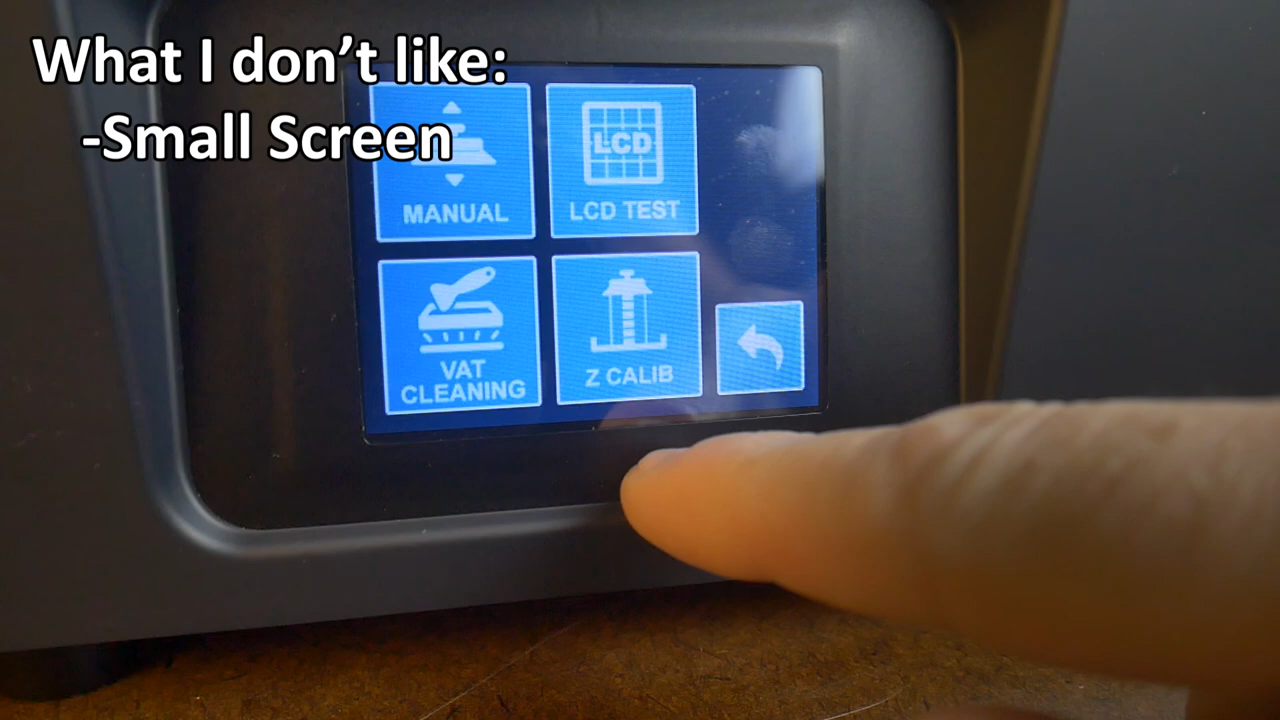 What I don't like:
-Small Screen
MANUAL
LCD
LCD TEST
VAT
CLEANING
Z CALIB